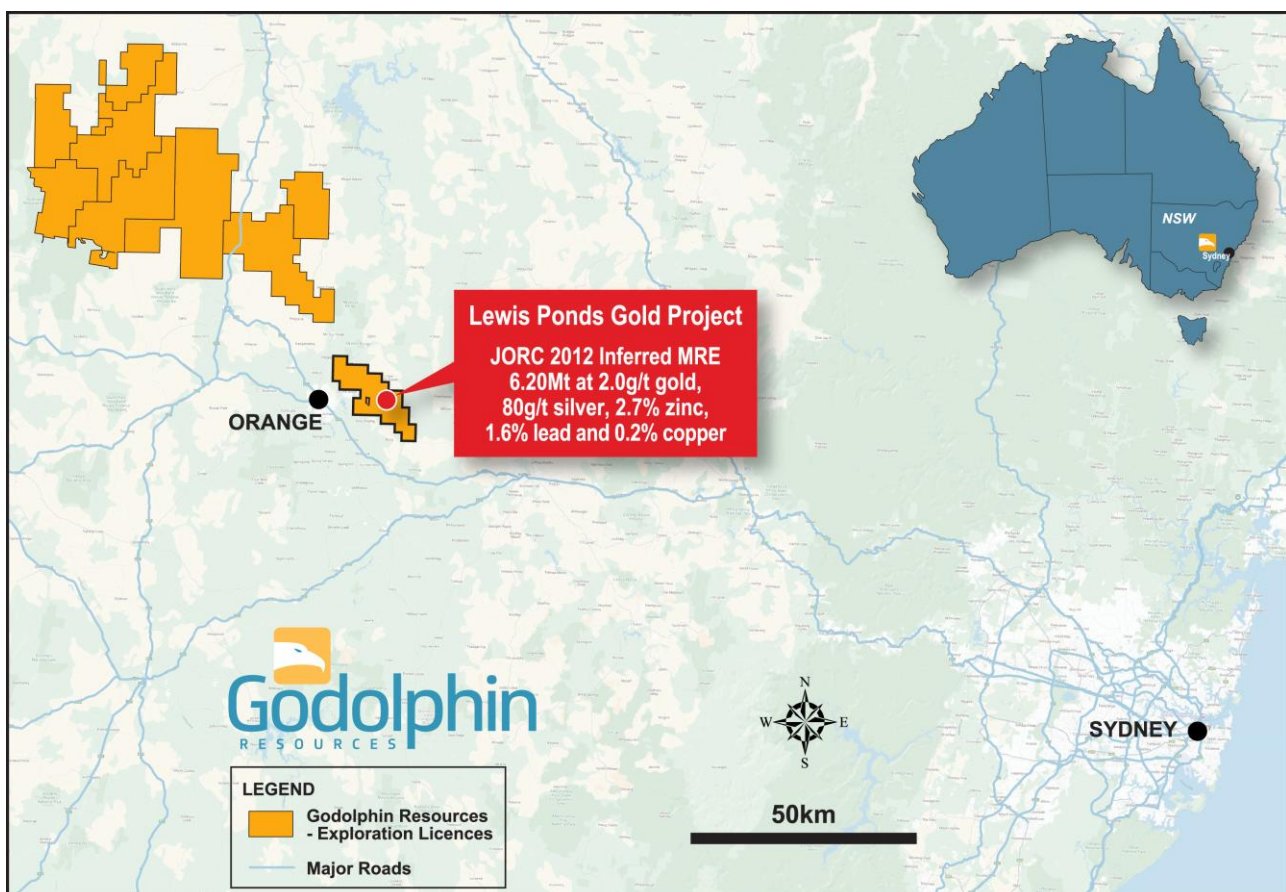 NSW
Sydney
Lewis Ponds Gold Project
JORC 2012 Inferred MRE
6.20Mt at 2.0g/t gold,
80g/t silver, 2.7% zinc,
1.6% lead and 0.2% copper
ORANGE
Godolphin
RESOURCES
N
W E
S
SYDNEY
LEGEND
Godolphin Resources
- Exploration Licences
Major Roads
50km